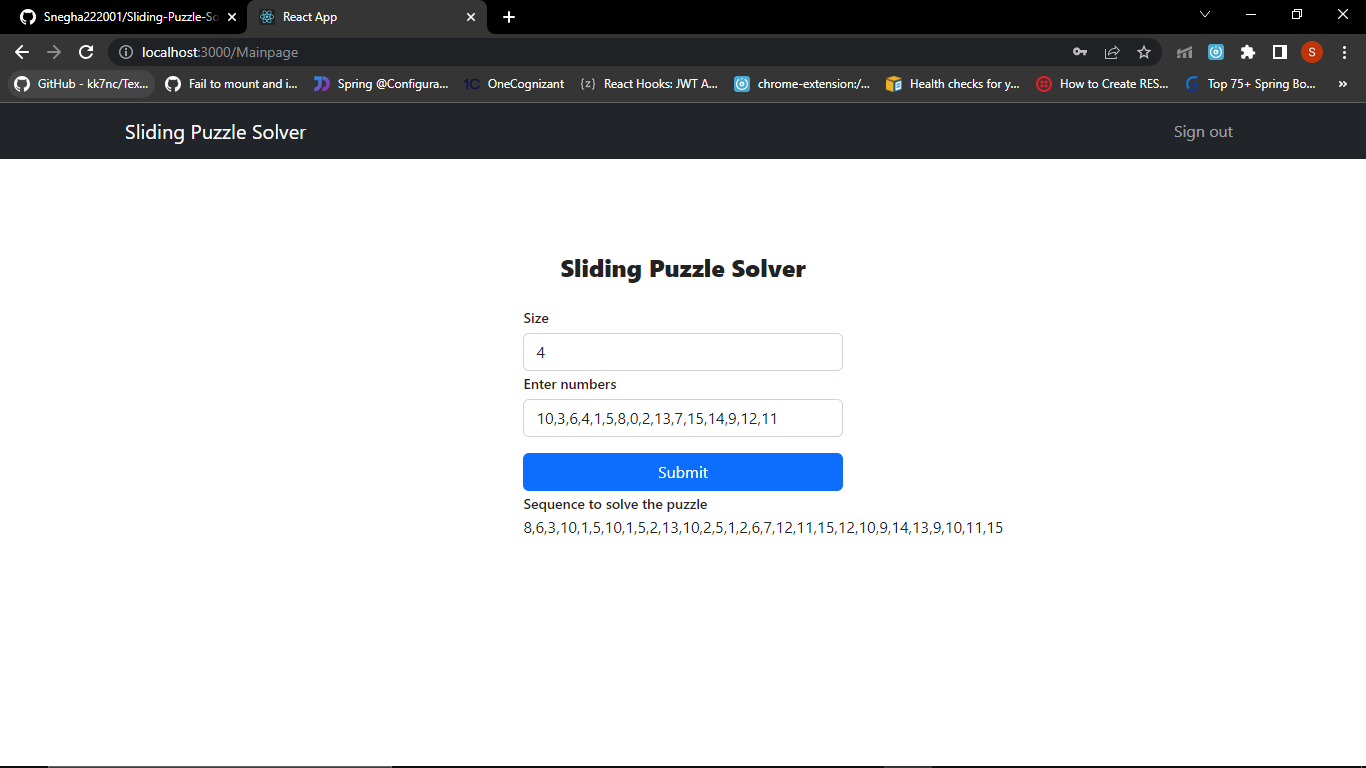 Snegha222001/Sliding-Puzzle-So
React App
localhost:3000/Mainpage
S
GitHub - kk7nc/Tex...
Fail to mount and i...
Spring @Configura...
1C OneCognizant
{z} React Hooks: JWT A...
chrome-extension:/...
Health checks for y...
How to Create RES...
Top 75+ Spring Bo...
»
Sliding Puzzle Solver
Sign out
Sliding Puzzle Solver
Size
4
Enter numbers
10,3,6,4,1,5,8,0,2,13,7,15,14,9,12,11
Submit
Sequence to solve the puzzle
8,6,3,10,1,5,10,1,5,2,13,10,2,5,1,2,6,7,12,11,15,12,10,9,14,13,9,10,11,15